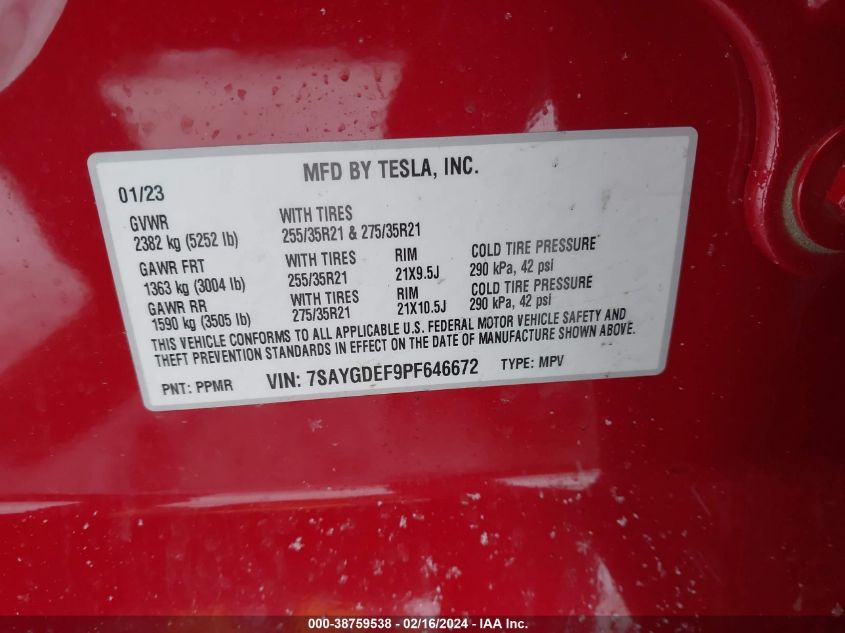 MFD BY TESLA, INC.
01/23
GVWR
2382 kg (5252 lb)
WITH TIRES
255/35R21 & 275/35R21
GAWR FRT
1363 kg (3004 lb)
WITH TIRES
255/35R21
RIM
21X9.5J
COLD TIRE PRESSURE
290 kPa, 42 psi
GAWR RR
1590 kg (3505 lb)
WITH TIRES
275/35R21
RIM
21X10.5J
COLD TIRE PRESSURE
290 kPa, 42 psi
THIS VEHICLE CONFORMS TO ALL APPLICABLE U.S. FEDERAL MOTOR VEHICLE SAFETY AND
THEFT PREVENTION STANDARDS IN EFFECT ON THE DATE OF MANUFACTURE SHOWN ABOVE.
PNT: PPMR VIN: 7SAYGDEF9PF646672 TYPE: MPV
000-38759538 - 02/16/2024 - IAA Inc.